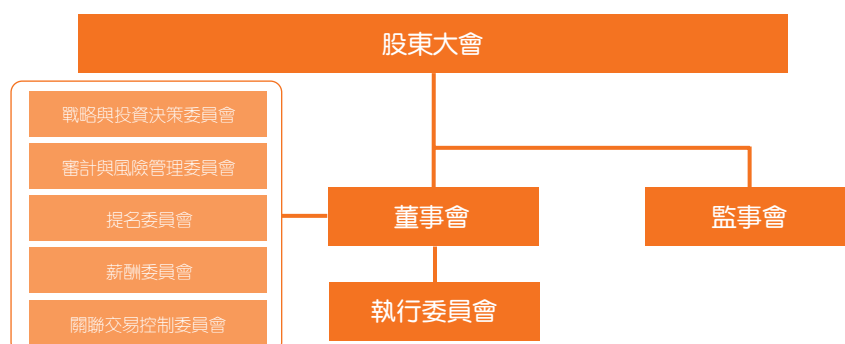 股東大會
戰略與投資決策委員會
審計與風險管理委員會
提名委員會
薪酬委員會
關聯交易控制委員會
董事會
監事會
執行委員會